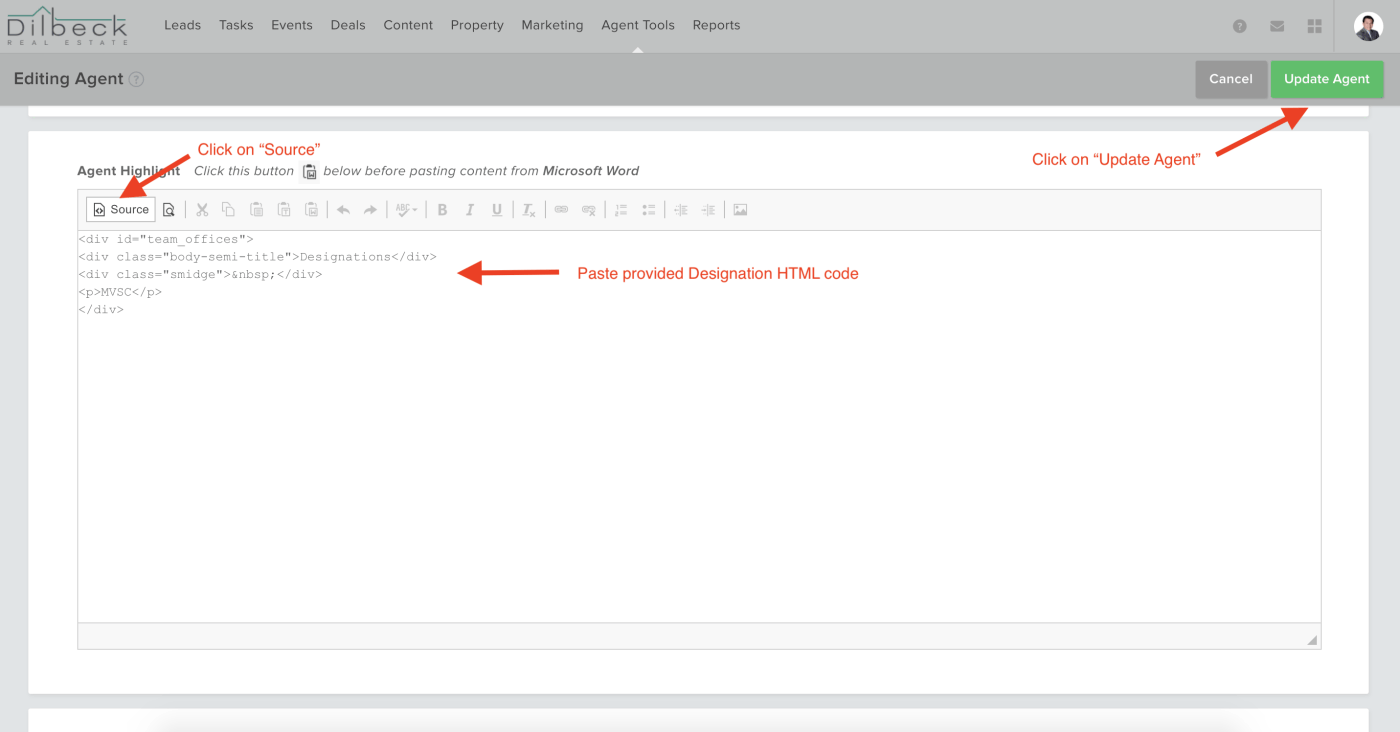 Dilbeck
REAL ESTATE
Leads Tasks Events Deals Content Property Marketing Agent Tools Reports
Editing Agent
Cancel Update Agent
Click on “Source”
Click on “Update Agent”
Agent Highlight Click this button below before pasting content from Microsoft Word
Source
<div id="team_offices">
<div class="body-semi-title">Designations</div>
<div class="smidge">&nbsp;</div>
<p>MVSC</p>
</div>
Paste provided Designation HTML code